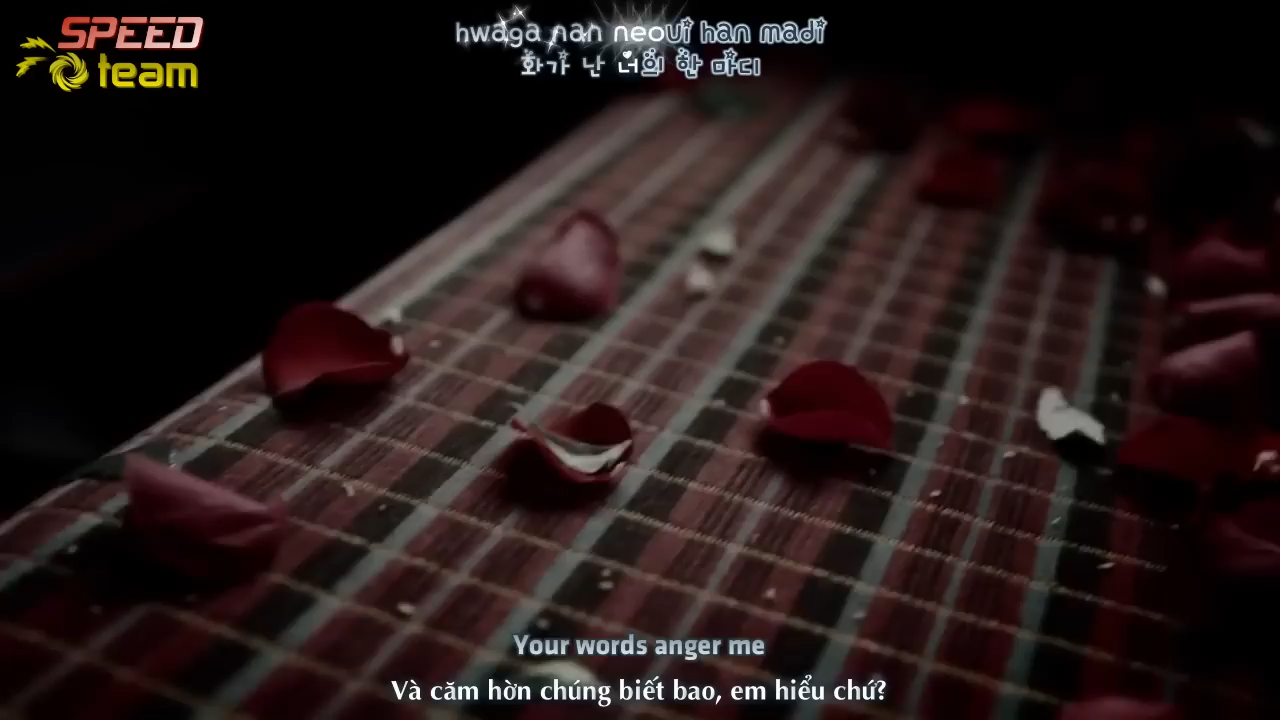 SPEED
team
hwaga nan neoui han madi
화가 난 너의 한 마디
Your words anger me
Và căm hờn chúng biết bao, em hiểu chứ?